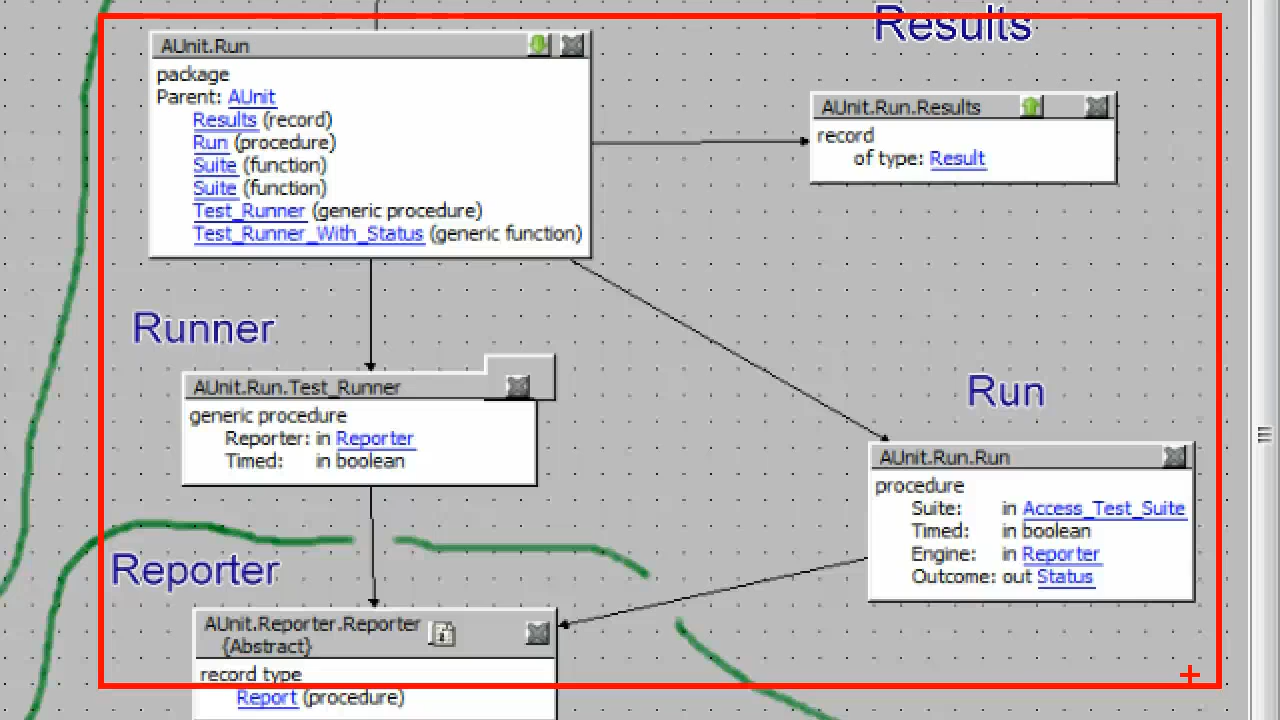 Results
AUnit.Run
package
Parent: AUnit
Results (record)
Run (procedure)
Suite (function)
Suite (function)
Test_Runner (generic procedure)
Test_Runner_With_Status (generic function)
AUnit.Run.Results
record
of type: Result
Runner
AUnit.Run.Test_Runner
generic procedure
Reporter: in Reporter
Timed: in boolean
Run
AUnit.Run.Run
procedure
Suite: in Access_Test_Suite
Timed: in boolean
Engine: in Reporter
Outcome: out Status
Reporter
AUnit.Reporter.Reporter
{Abstract}
record type
Report (procedure)